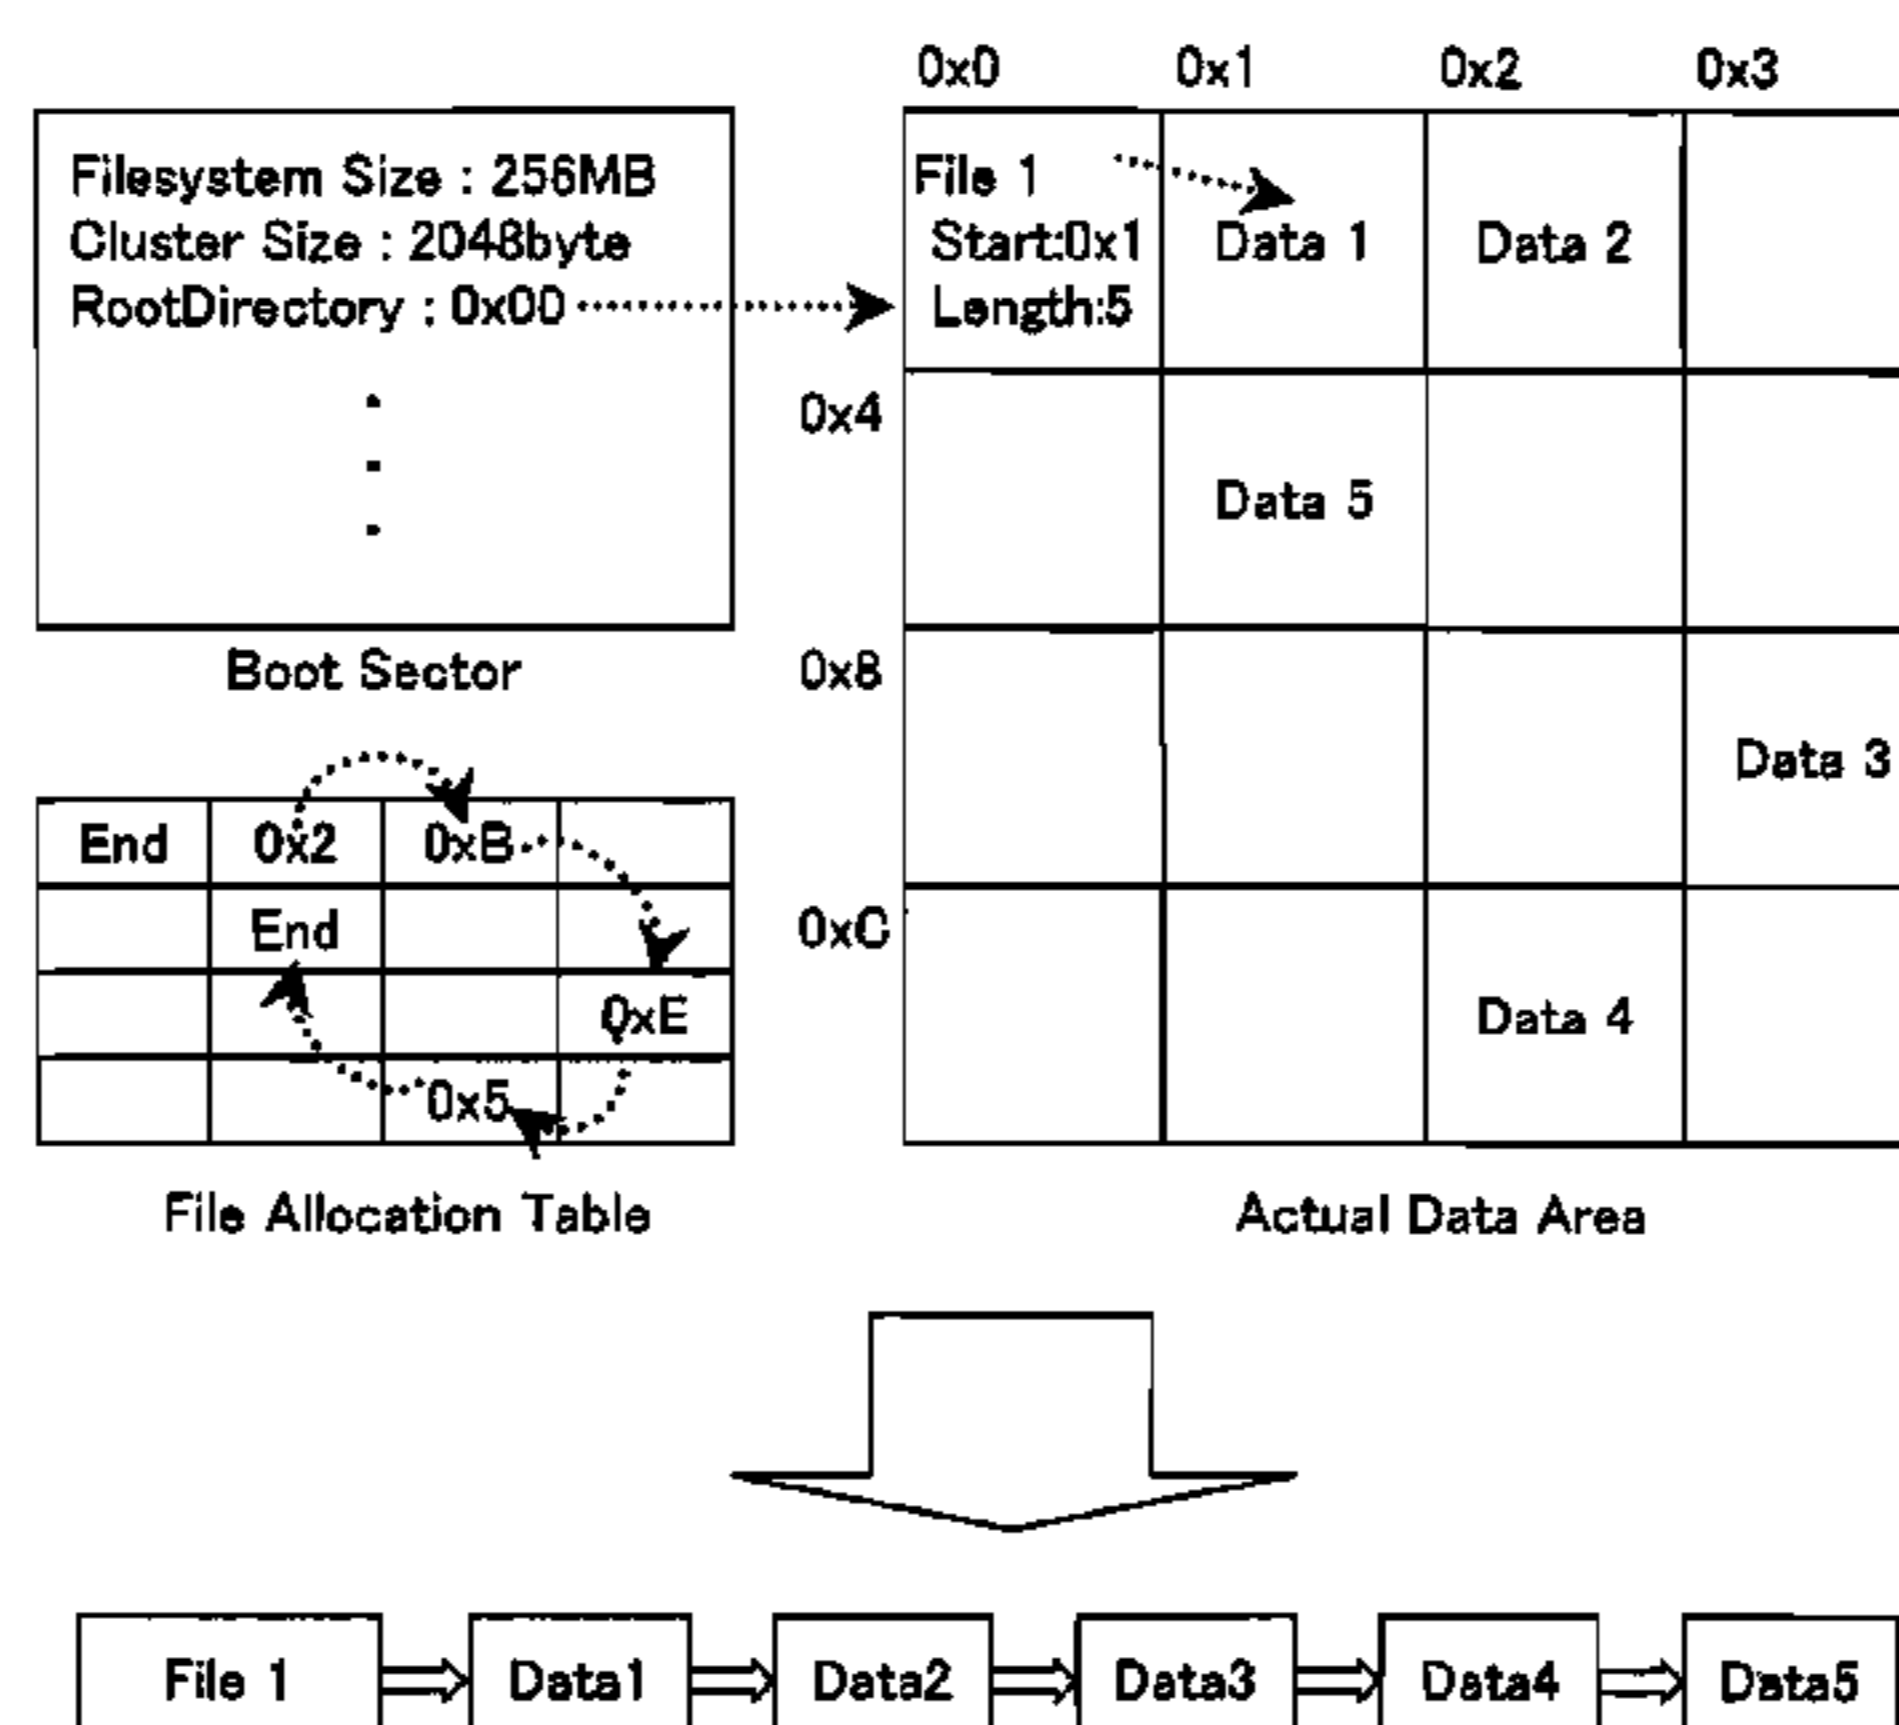 Filesystem Size : 256MB
Cluster Size : 2048byte
RootDirectory : 0x00
Boot Sector
End 0x2 0xB
End
0xE
0x5
File Allocation Table
0x0 0x1 0x2 0x3
File 1
Start:0x1 Data 1 Data 2
Length:5
0x4
Data 5
0x8
Data 3
0xC
Data 4
Actual Data Area
File 1 Data1 Data2 Data3 Data4 Data5